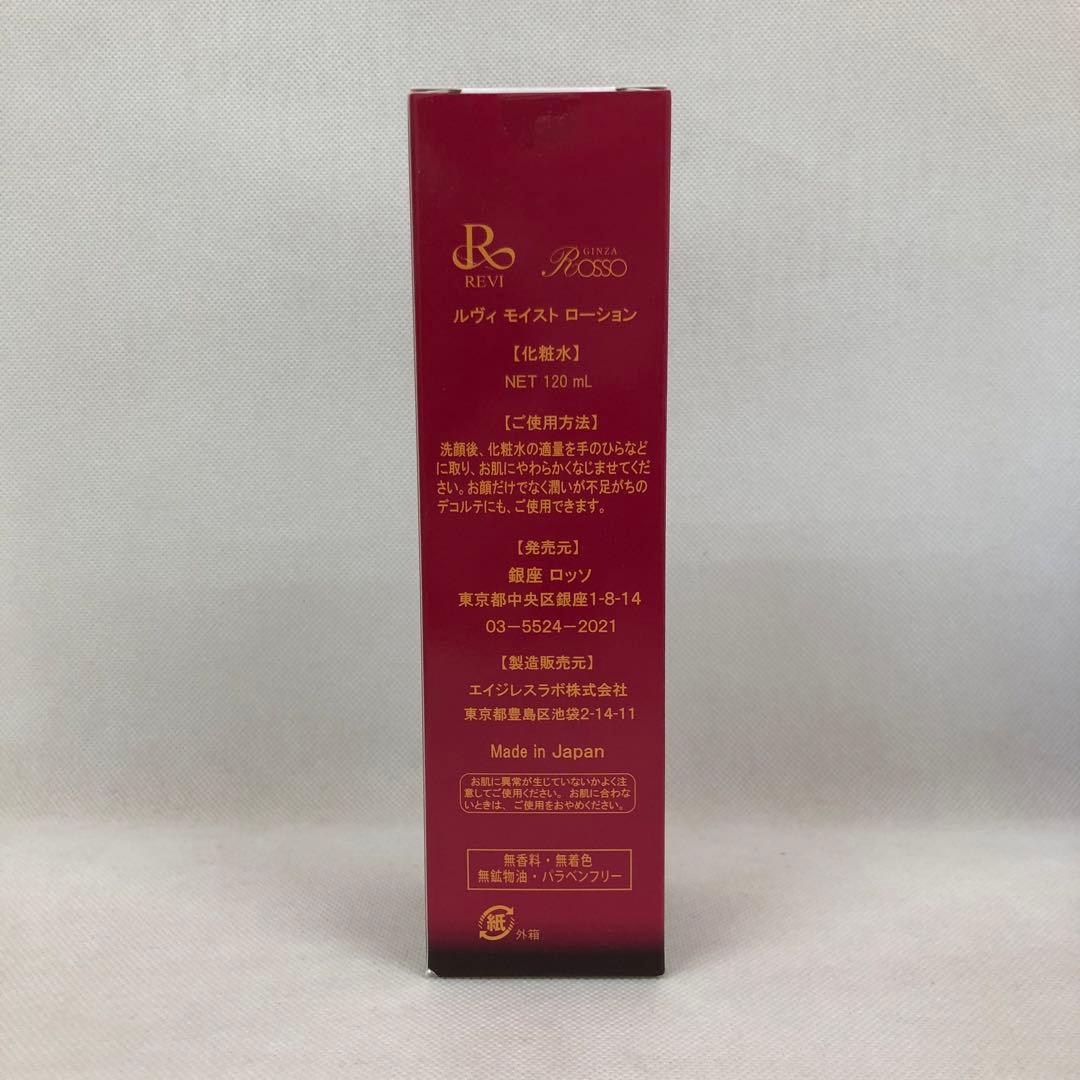 R
REVI
GINZA
Rosso
ルヴィ モイスト ローション
【化粧水】
NET 120 mL
【ご使用方法】
洗顔後、化粧水の適量を手のひらなど
に取り、お肌にやわらかくなじませてくだ
さい。お顔だけでなく潤いが不足がちの
デコルテにも、ご使用できます。
【発売元】
銀座 ロッソ
東京都中央区銀座1-8-14
03-5524-2021
【製造販売元】
エイジレスラボ株式会社
東京都豊島区池袋2-14-11
Made in Japan
お肌に異常が生じていないかよく注
意してご使用ください。お肌に合わな
いときは、ご使用をおやめください。
無香料・無着色
無鉱物油・パラベンフリー
紙
外箱